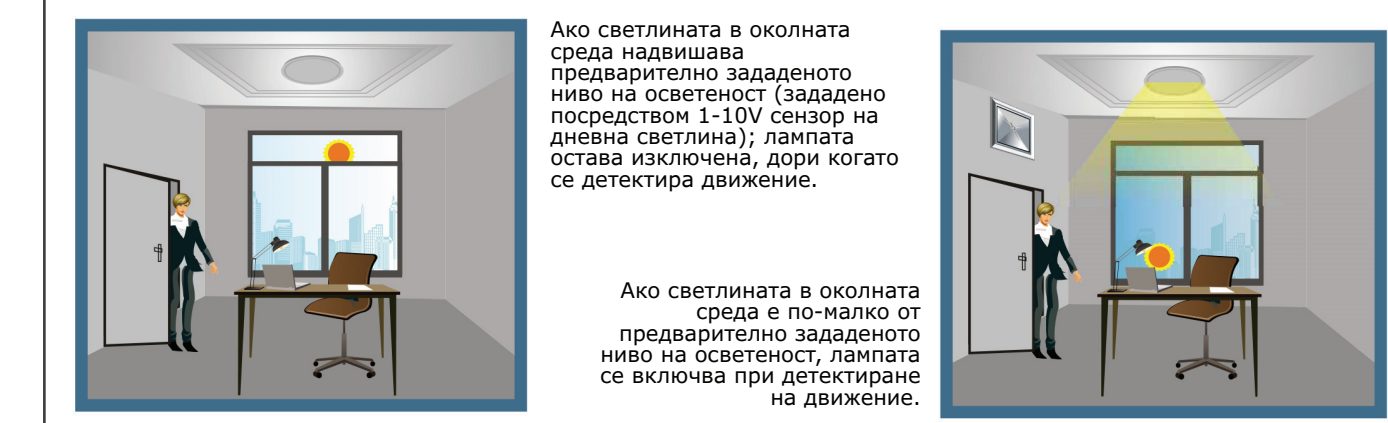 Ако светлината в околната
среда надвишава
предварително зададеното
ниво на осветеност (зададено
посредством 1-10V сензор на
дневна светлина); лампата
остава изключена, дори когато
се детектира движение.
Ако светлината в околната
среда е по-малко от
предварително зададеното
ниво на осветеност, лампата
се включва при детектиране
на движение.